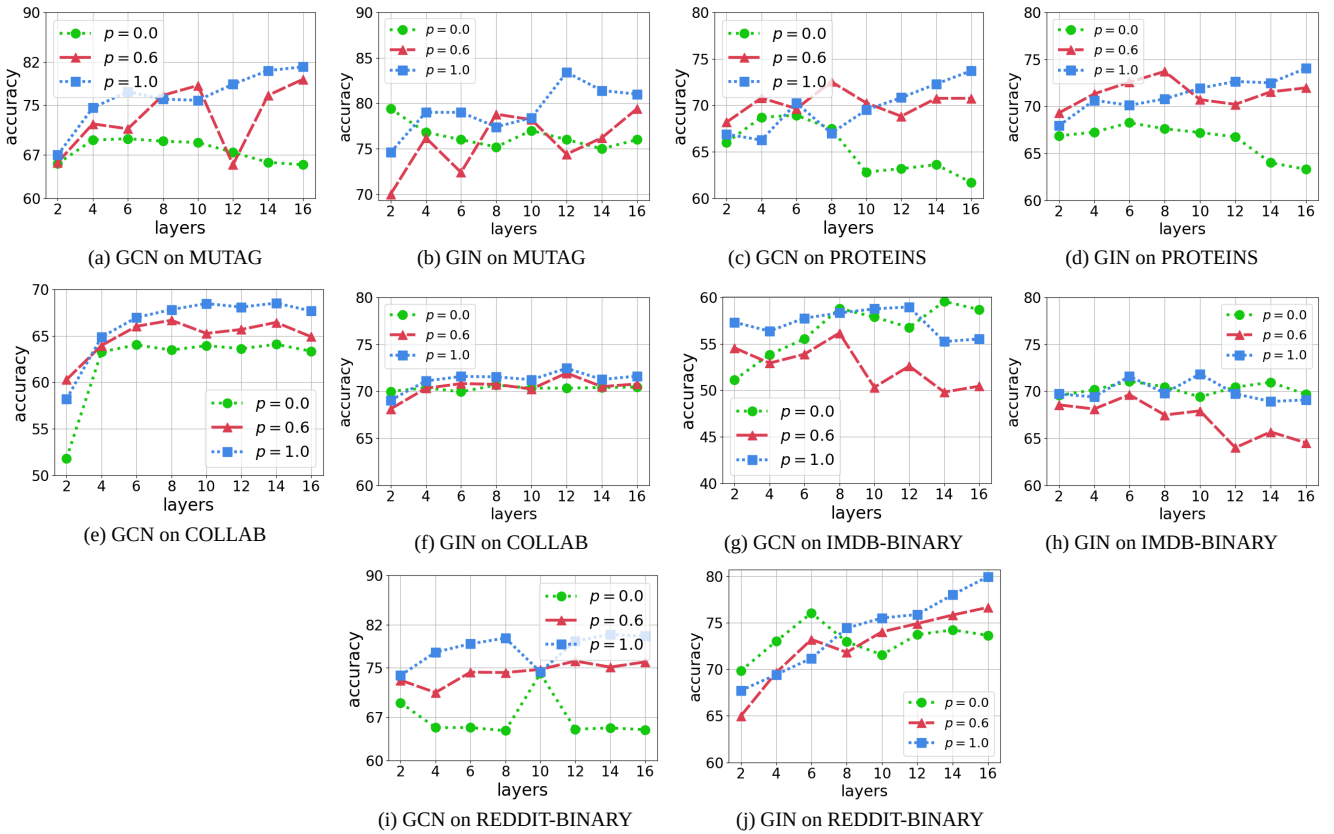 90
82
75
67
60
accuracy
p = 0.0
p = 0.6
p = 1.0
2 4 6 8 10 12 14 16
layers
(a) GCN on MUTAG
90
85
80
75
70
accuracy
p = 0.0
p = 0.6
p = 1.0
2 4 6 8 10 12 14 16
layers
(b) GIN on MUTAG
80
75
70
65
60
accuracy
p = 0.0
p = 0.6
p = 1.0
2 4 6 8 10 12 14 16
layers
(c) GCN on PROTEINS
80
75
70
65
60
accuracy
p = 0.0
p = 0.6
p = 1.0
2 4 6 8 10 12 14 16
layers
(d) GIN on PROTEINS
70
65
60
55
50
accuracy
p = 0.0
p = 0.6
p = 1.0
2 4 6 8 10 12 14 16
layers
(e) GCN on COLLAB
80
75
70
65
60
accuracy
p = 0.0
p = 0.6
p = 1.0
2 4 6 8 10 12 14 16
layers
(f) GIN on COLLAB
60
55
50
45
40
accuracy
p = 0.0
p = 0.6
p = 1.0
2 4 6 8 10 12 14 16
layers
(g) GCN on IMDB-BINARY
80
75
70
65
60
accuracy
p = 0.0
p = 0.6
p = 1.0
2 4 6 8 10 12 14 16
layers
(h) GIN on IMDB-BINARY
90
82
75
67
60
accuracy
p = 0.0
p = 0.6
p = 1.0
2 4 6 8 10 12 14 16
layers
(i) GCN on REDDIT-BINARY
80
75
70
65
60
accuracy
p = 0.0
p = 0.6
p = 1.0
2 4 6 8 10 12 14 16
layers
(j) GIN on REDDIT-BINARY